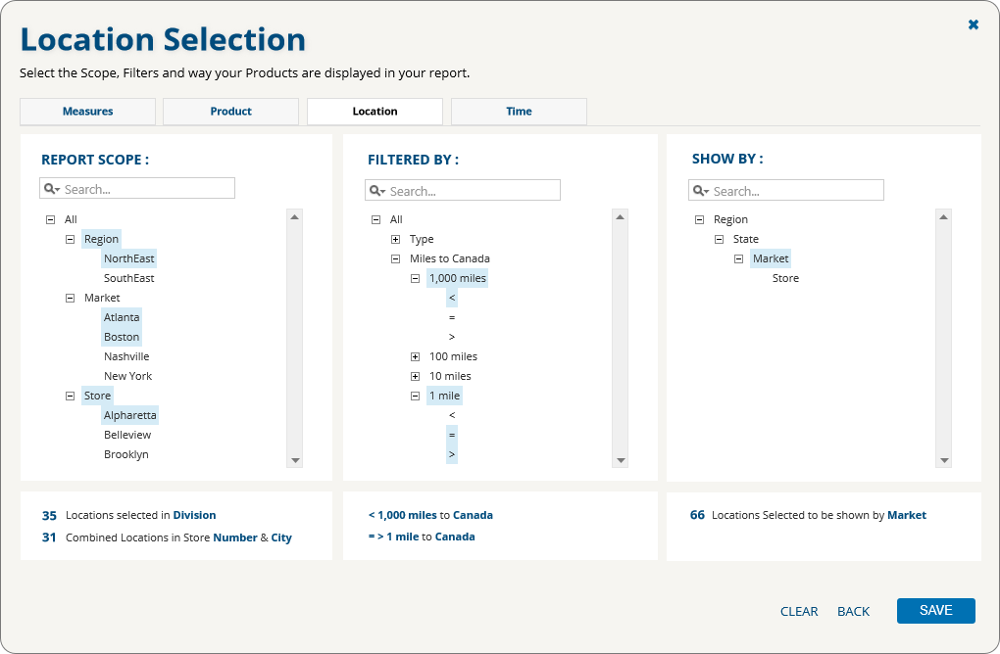 Location Selection
Select the Scope, Filters and way your Products are displayed in your report.
Measures
Product
Location
Time
REPORT SCOPE :
Search...
All
Region
NorthEast
SouthEast
Market
Atlanta
Boston
Nashville
New York
Store
Alpharetta
Belleview
Brooklyn
35 Locations selected in Division
31 Combined Locations in Store Number & City
FILTERED BY :
Search...
All
Type
Miles to Canada
1,000 miles
<
=
>
100 miles
10 miles
1 mile
<
=
>
< 1,000 miles to Canada
= > 1 mile to Canada
SHOW BY :
Search...
Region
State
Market
Store
66 Locations Selected to be shown by Market
CLEAR
BACK
SAVE